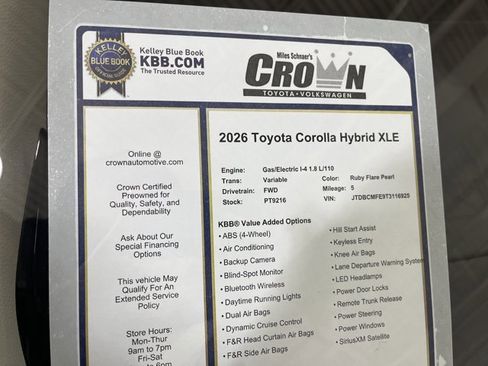 KELLEY
BLUE BOOK
OFFICIAL GUIDE
Kelley Blue Book
KBB.COM
The Trusted Resource
Miles Schnaer's
CROWN
TOYOTA • VOLKSWAGEN
Online @
crownautomotive.com
Crown Certified
Preowned for
Quality, Safety, and
Dependability
Ask About Our
Special Financing
Options
This vehicle May
Qualify For An
Extended Service
Policy
Store Hours:
Mon-Thur
9am to 7pm
Fri-Sat
to 6pm
2026 Toyota Corolla Hybrid XLE
Engine: Gas/Electric I-4 1.8 L/110
Trans: Variable Color: Ruby Flare Pearl
Drivetrain: FWD Mileage: 5
Stock: PT9216 VIN: JTDBCMFE9T3116925
KBB® Value Added Options
• ABS (4-Wheel)
• Air Conditioning
• Backup Camera
• Blind-Spot Monitor
• Bluetooth Wireless
• Daytime Running Lights
• Dual Air Bags
• Dynamic Cruise Control
• F&R Head Curtain Air Bags
• F&R Side Air Bags
• Hill Start Assist
• Keyless Entry
• Knee Air Bags
• Lane Departure Warning System
• LED Headlamps
• Power Door Locks
• Remote Trunk Release
• Power Steering
• Power Windows
• SiriusXM Satellite